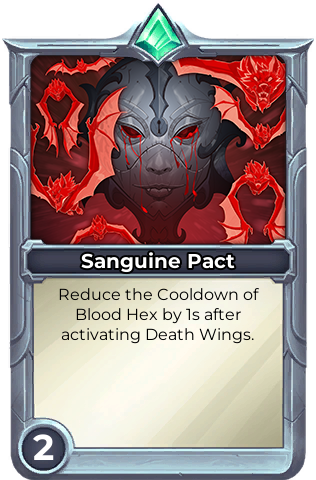 Sanguine Pact
Reduce the Cooldown of
Blood Hex by 1s after
activating Death Wings.
2